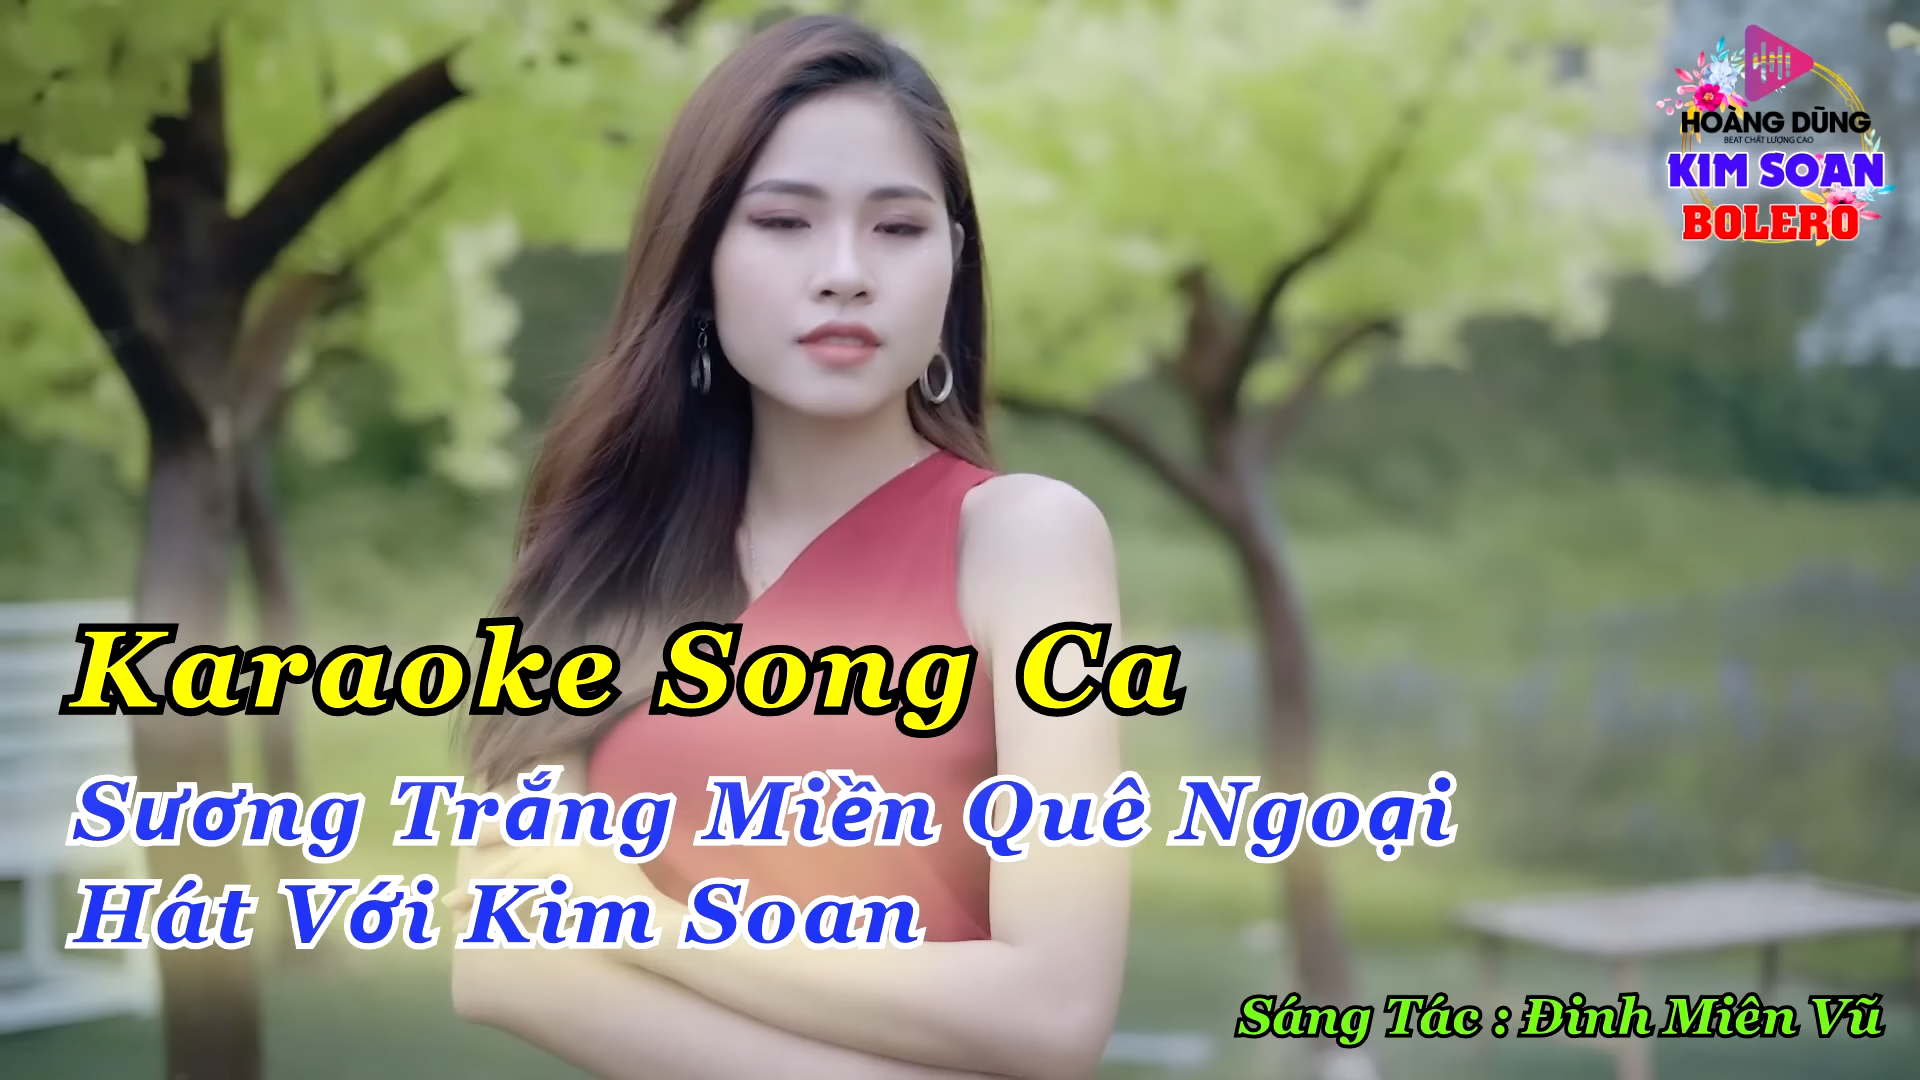 HOÀNG DŨNG
BEAT CHẤT LƯỢNG CAO
KIM SOAN
BOLERO
Karaoke Song Ca
Sương Trắng Miền Quê Ngoại
Hát Với Kim Soan
Sáng Tác : Đinh Miên Vũ